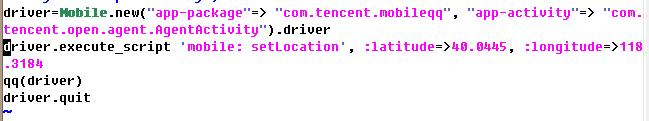 driver=Mobile.new("app-package"=> "com.tencent.mobileqq", "app-activity"=> "com.
tencent.open.agent.AgentActivity").driver
driver.execute_script 'mobile: setLocation', :latitude=>40.0445, :longitude=>118
.3184
qq(driver)
driver.quit
~